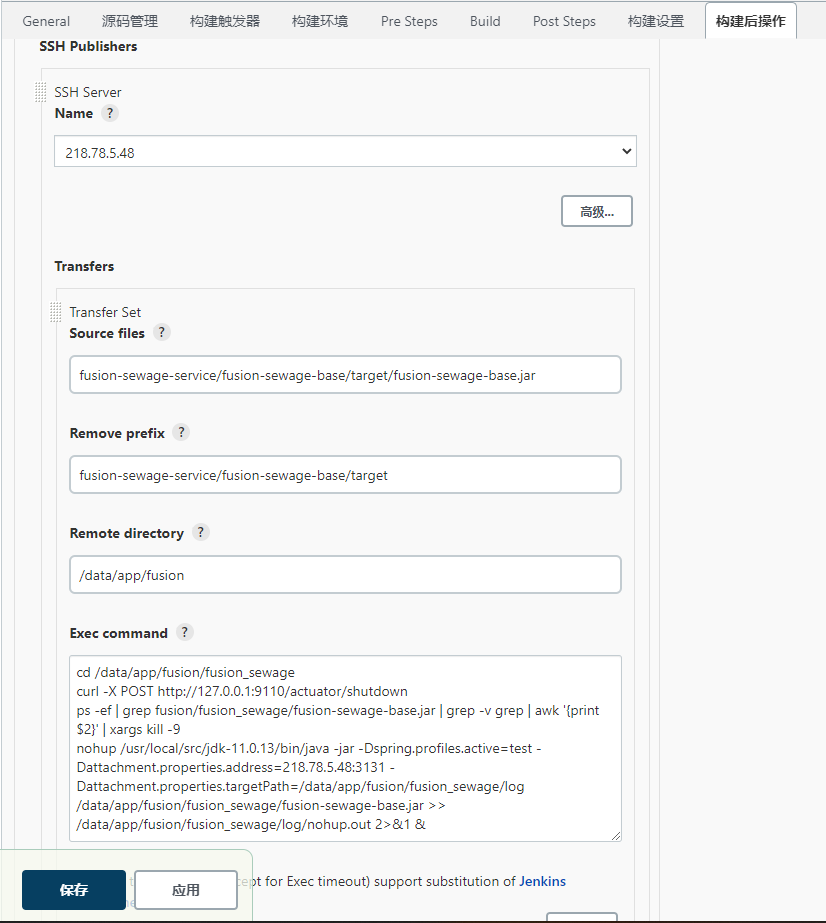 General 源码管理 构建触发器 构建环境 Pre Steps Build Post Steps 构建设置 构建后操作
SSH Publishers
SSH Server
Name ?
218.78.5.48
高级...
Transfers
Transfer Set
Source files ?
fusion-sewage-service/fusion-sewage-base/target/fusion-sewage-base.jar
Remove prefix ?
fusion-sewage-service/fusion-sewage-base/target
Remote directory ?
/data/app/fusion
Exec command ?
cd /data/app/fusion/fusion_sewage
curl -X POST http://127.0.0.1:9110/actuator/shutdown
ps -ef | grep fusion/fusion_sewage/fusion-sewage-base.jar | grep -v grep | awk '{print
$2}' | xargs kill -9
nohup /usr/local/src/jdk-11.0.13/bin/java -jar -Dspring.profiles.active=test -
Dattachment.properties.address=218.78.5.48:3131 -
Dattachment.properties.targetPath=/data/app/fusion/fusion_sewage/log
/data/app/fusion/fusion_sewage/fusion-sewage-base.jar >>
/data/app/fusion/fusion_sewage/log/nohup.out 2>&1 &
for Exec timeout) support substitution of Jenkins
保存 应用